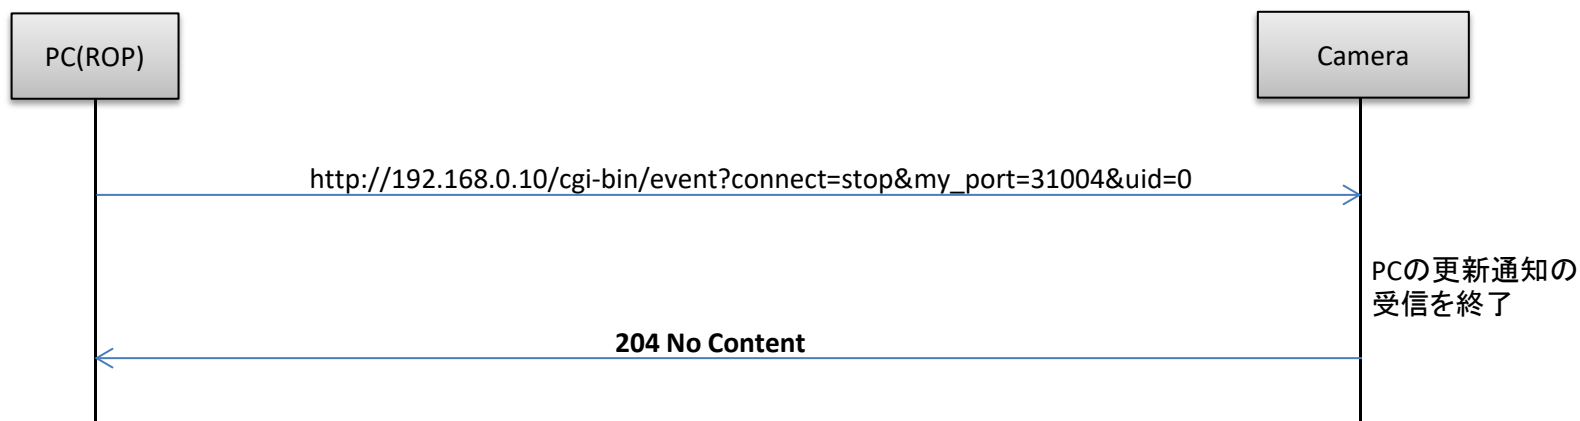 PC(ROP)
Camera
http://192.168.0.10/cgi-bin/event?connect=stop&my_port=31004&uid=0
PCの更新通知の
受信を終了
204 No Content